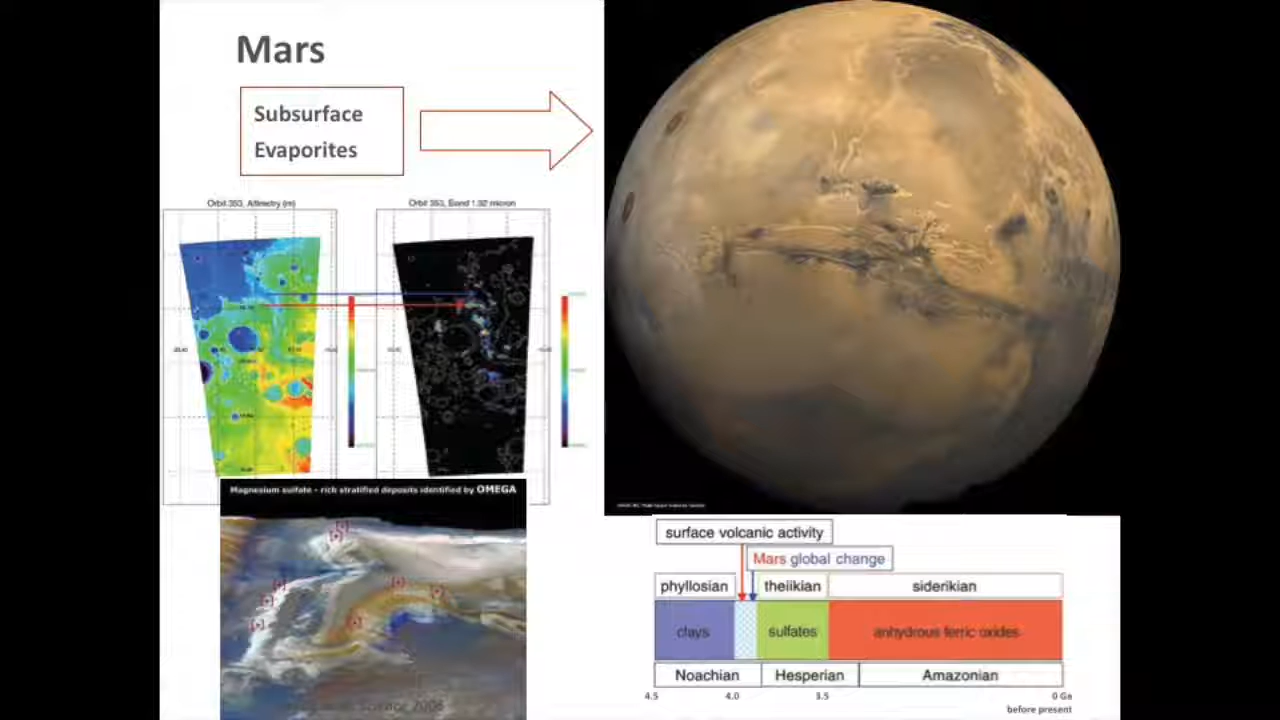 Mars
Subsurface
Evaporites
Orbit 353, Altimetry (m)
Orbit 353, Band 1.92 micron
Magnesium sulfate - rich stratified deposits identified by OMEGA
Science 2006
surface volcanic activity
Mars global change
phyllosian theiikian siderikian
clays sulfates anhydrous ferric oxides
Noachian Hesperian Amazonian
4.5 4.0 3.5 0 Ga
before present